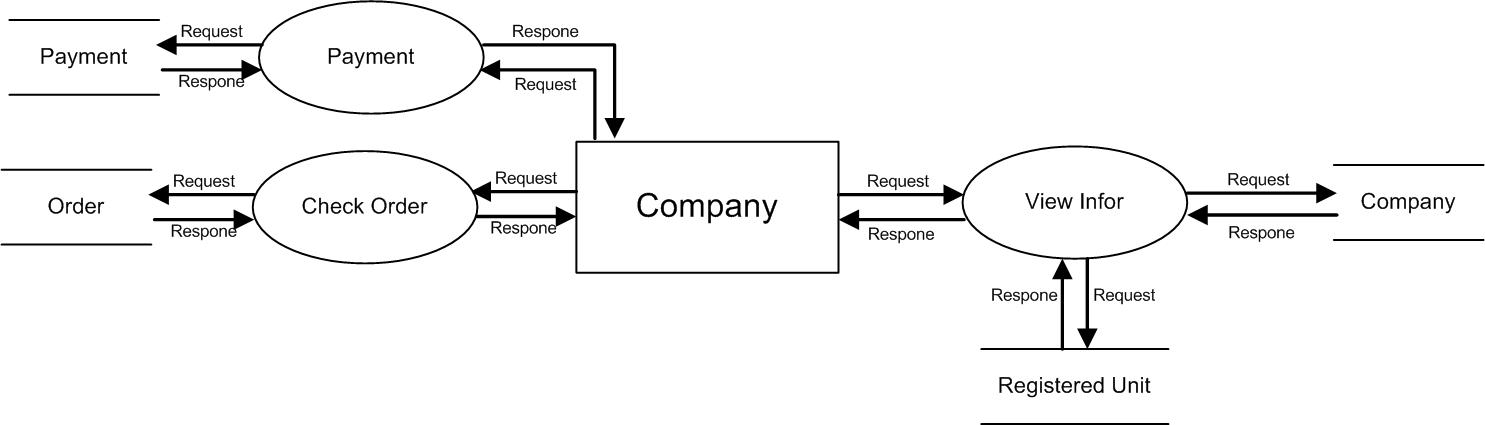 Request
Respone
Payment
Payment
Respone
Request
Request
Request
Request
Request
Order
Check Order
Company
View Infor
Company
Respone
Respone
Respone
Respone
Respone
Request
Registered Unit